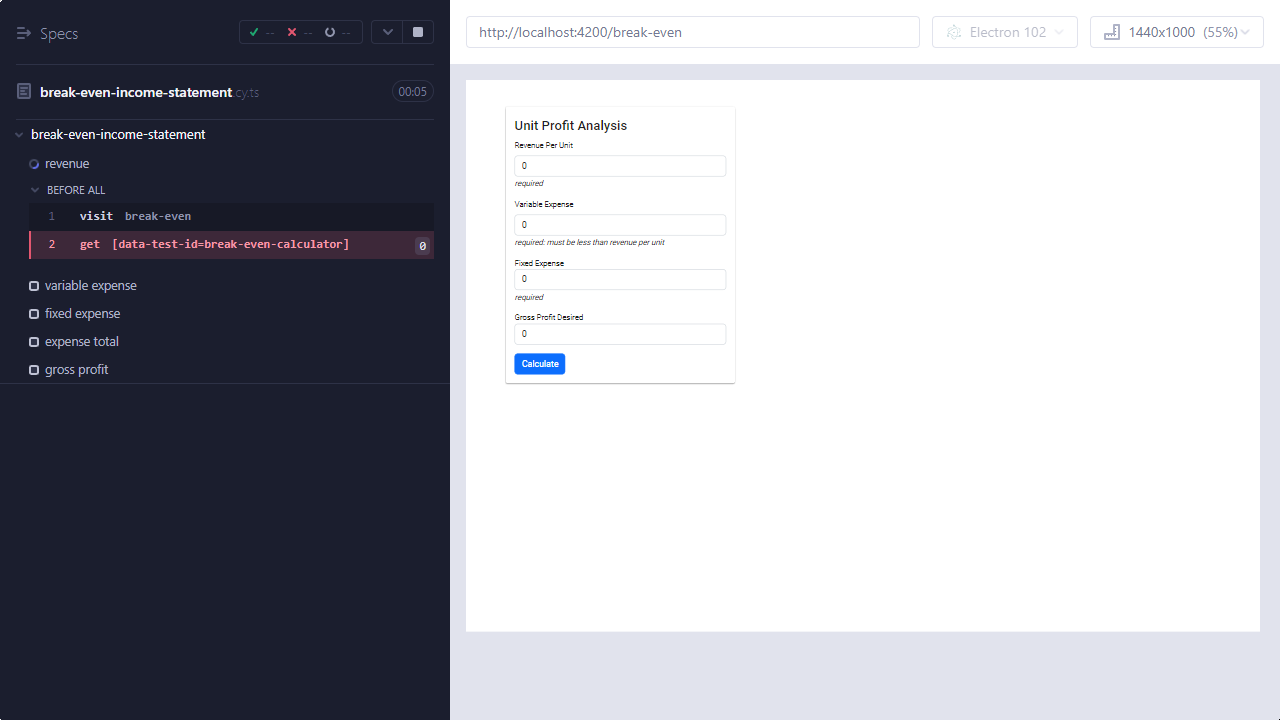 Specs
-- -- --
break-even-income-statement.cy.ts 00:05
break-even-income-statement
revenue
BEFORE ALL
1 visit break-even
2 get [data-test-id=break-even-calculator] 0
variable expense
fixed expense
expense total
gross profit
http://localhost:4200/break-even
Electron 102
1440x1000 (55%)
Unit Profit Analysis
Revenue Per Unit
0
required
Variable Expense
0
required: must be less than revenue per unit
Fixed Expense
0
required
Gross Profit Desired
0
Calculate